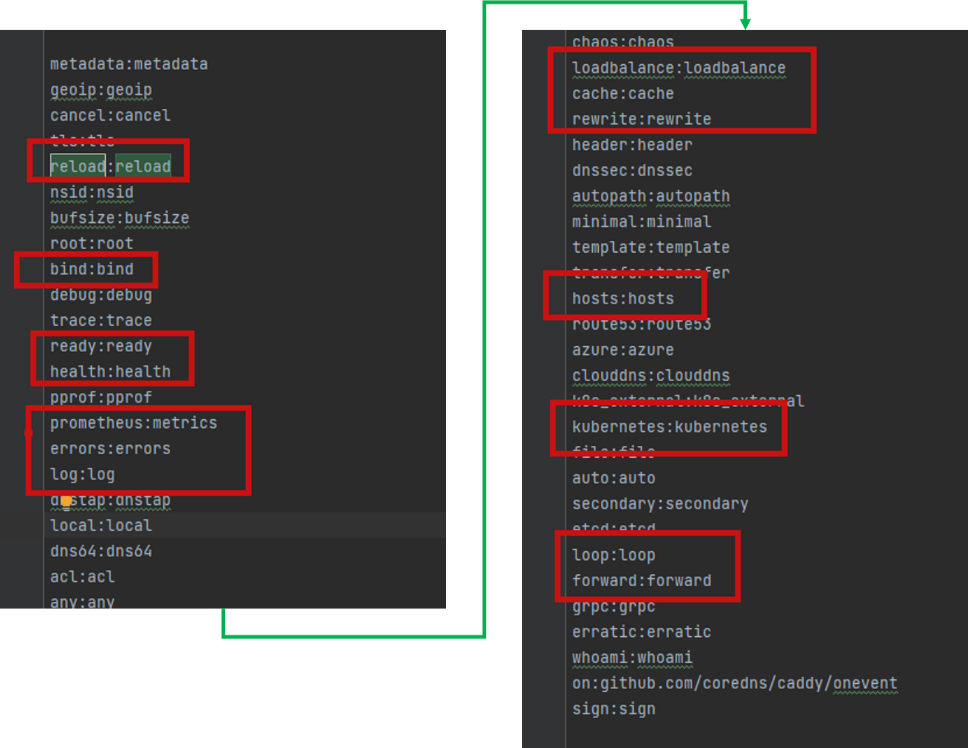 metadata:metadata
geoip:geoip
cancel:cancel
tls:tls
reload:reload
nsid:nsid
bufsize:bufsize
root:root
bind:bind
debug:debug
trace:trace
ready:ready
health:health
pprof:pprof
prometheus:metrics
errors:errors
log:log
dnstap:dnstap
local:local
dns64:dns64
acl:acl
any:any
chaos:chaos
loadbalance:loadbalance
cache:cache
rewrite:rewrite
header:header
dnssec:dnssec
autopath:autopath
minimal:minimal
template:template
transfer:transfer
hosts:hosts
route53:route53
azure:azure
clouddns:clouddns
k8s_external:k8s_external
kubernetes:kubernetes
file:file
auto:auto
secondary:secondary
etcd:etcd
loop:loop
forward:forward
grpc:grpc
erratic:erratic
whoami:whoami
on:github.com/coredns/caddy/onevent
sign:sign